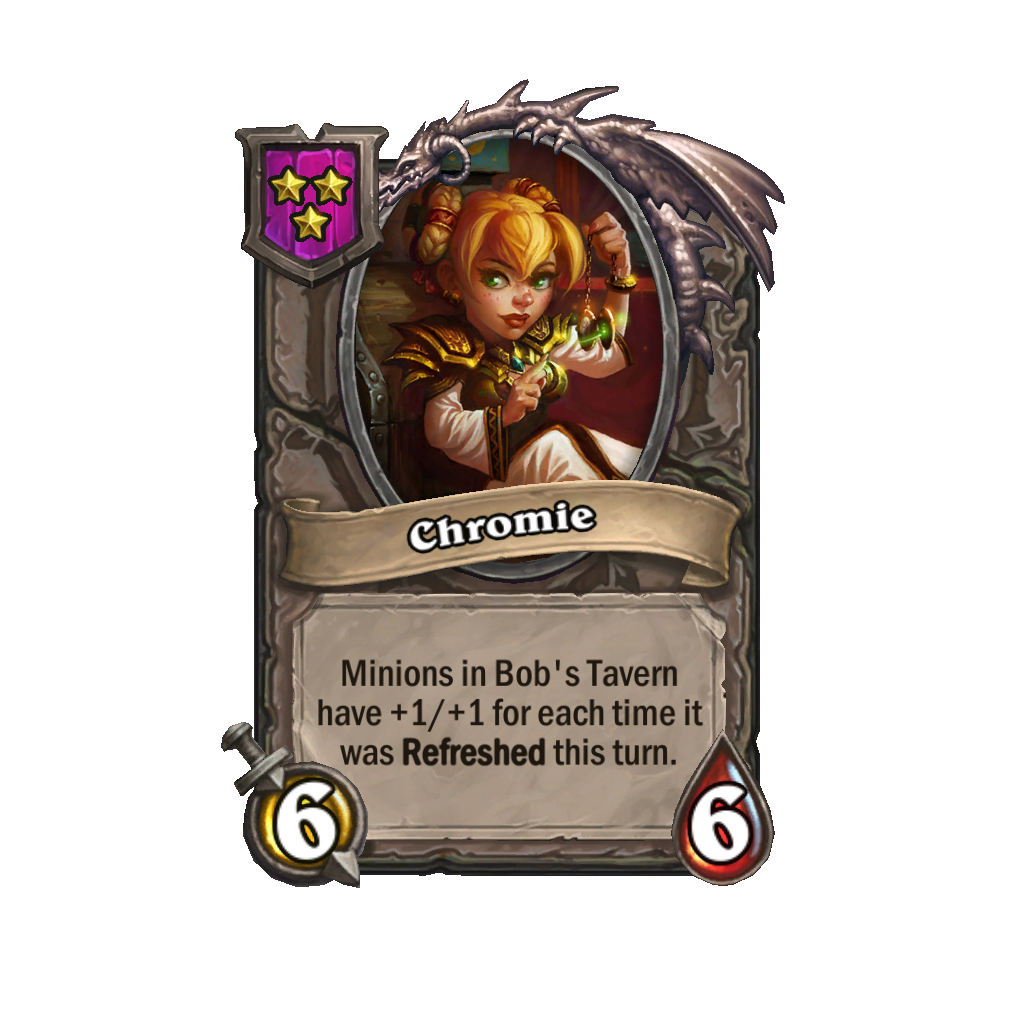 Chromie
Minions in Bob's Tavern
have +1/+1 for each time it
was Refreshed this turn.
6
6